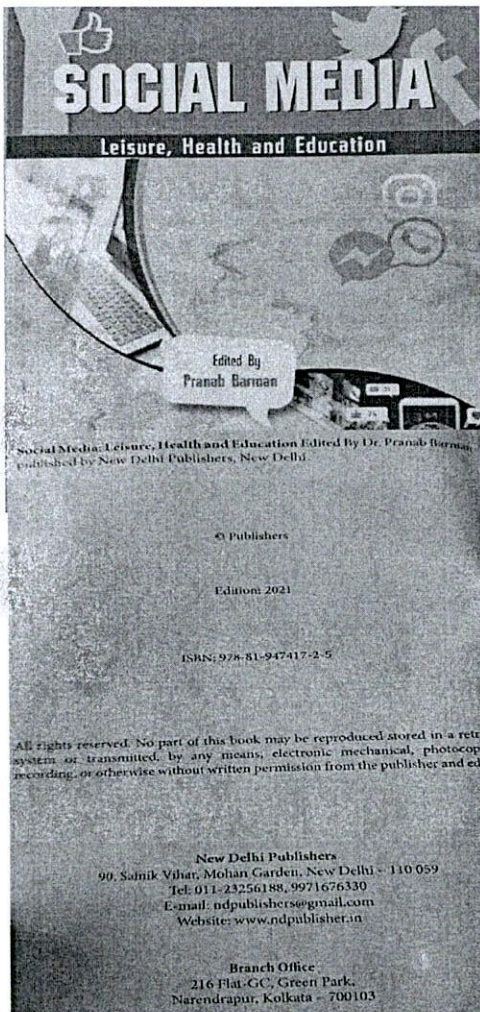 SOCIAL MEDIA
Leisure, Health and Education
Edited By
Pranab Barman
Social Media: Leisure, Health and Education Edited By Dr. Pranab Barman,
published by New Delhi Publishers, New Delhi.
© Publishers
Edition: 2021
ISBN: 978-81-947417-2-5
All rights reserved. No part of this book may be reproduced stored in a retr
system or transmitted, by any means, electronic mechanical, photocop
recording, or otherwise without written permission from the publisher and ed
New Delhi Publishers
90, Sainik Vihar, Mohan Garden, New Delhi – 110 059
Tel: 011-23256188, 9971676330
E-mail: ndpublishers@gmail.com
Website: www.ndpublisher.in
Branch Office
216 Flat-GC, Green Park,
Narendrapur, Kolkata – 700103